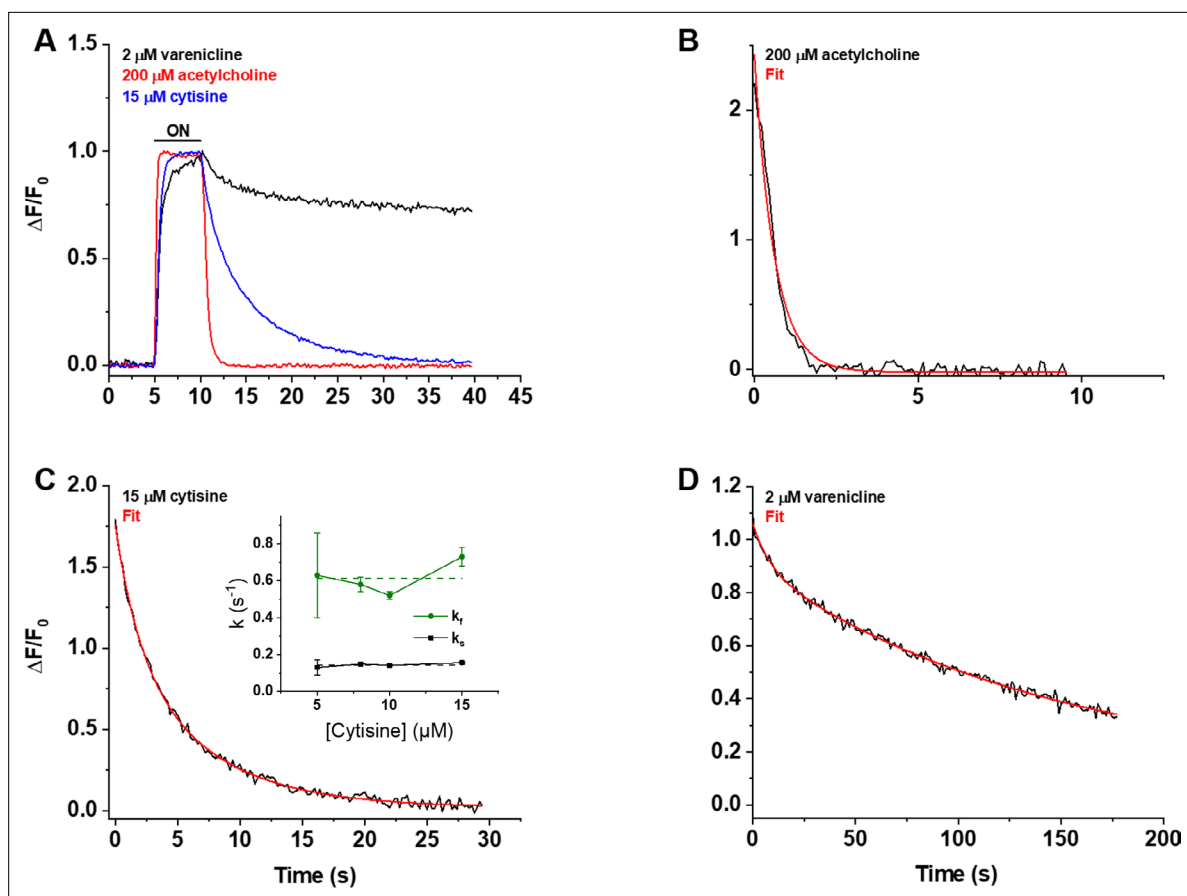 A
1.5
2 μM varenicline
200 μM acetylcholine
15 μM cytisine
ON
1.0
0.5
0.0
ΔF/F₀
0 5 10 15 20 25 30 35 40 45
B
200 μM acetylcholine
Fit
2
1
0
0 5 10
C
2.0
15 μM cytisine
Fit
1.5
1.0
0.5
0.0
ΔF/F₀
0 5 10 15 20 25 30
Time (s)
0.8
0.6
0.4
0.2
0.0
k (s⁻¹)
k_f
k_s
5 10 15
[Cytisine] (μM)
D
1.2
2 μM varenicline
Fit
1.0
0.8
0.6
0.4
0.2
0.0
0 50 100 150 200
Time (s)